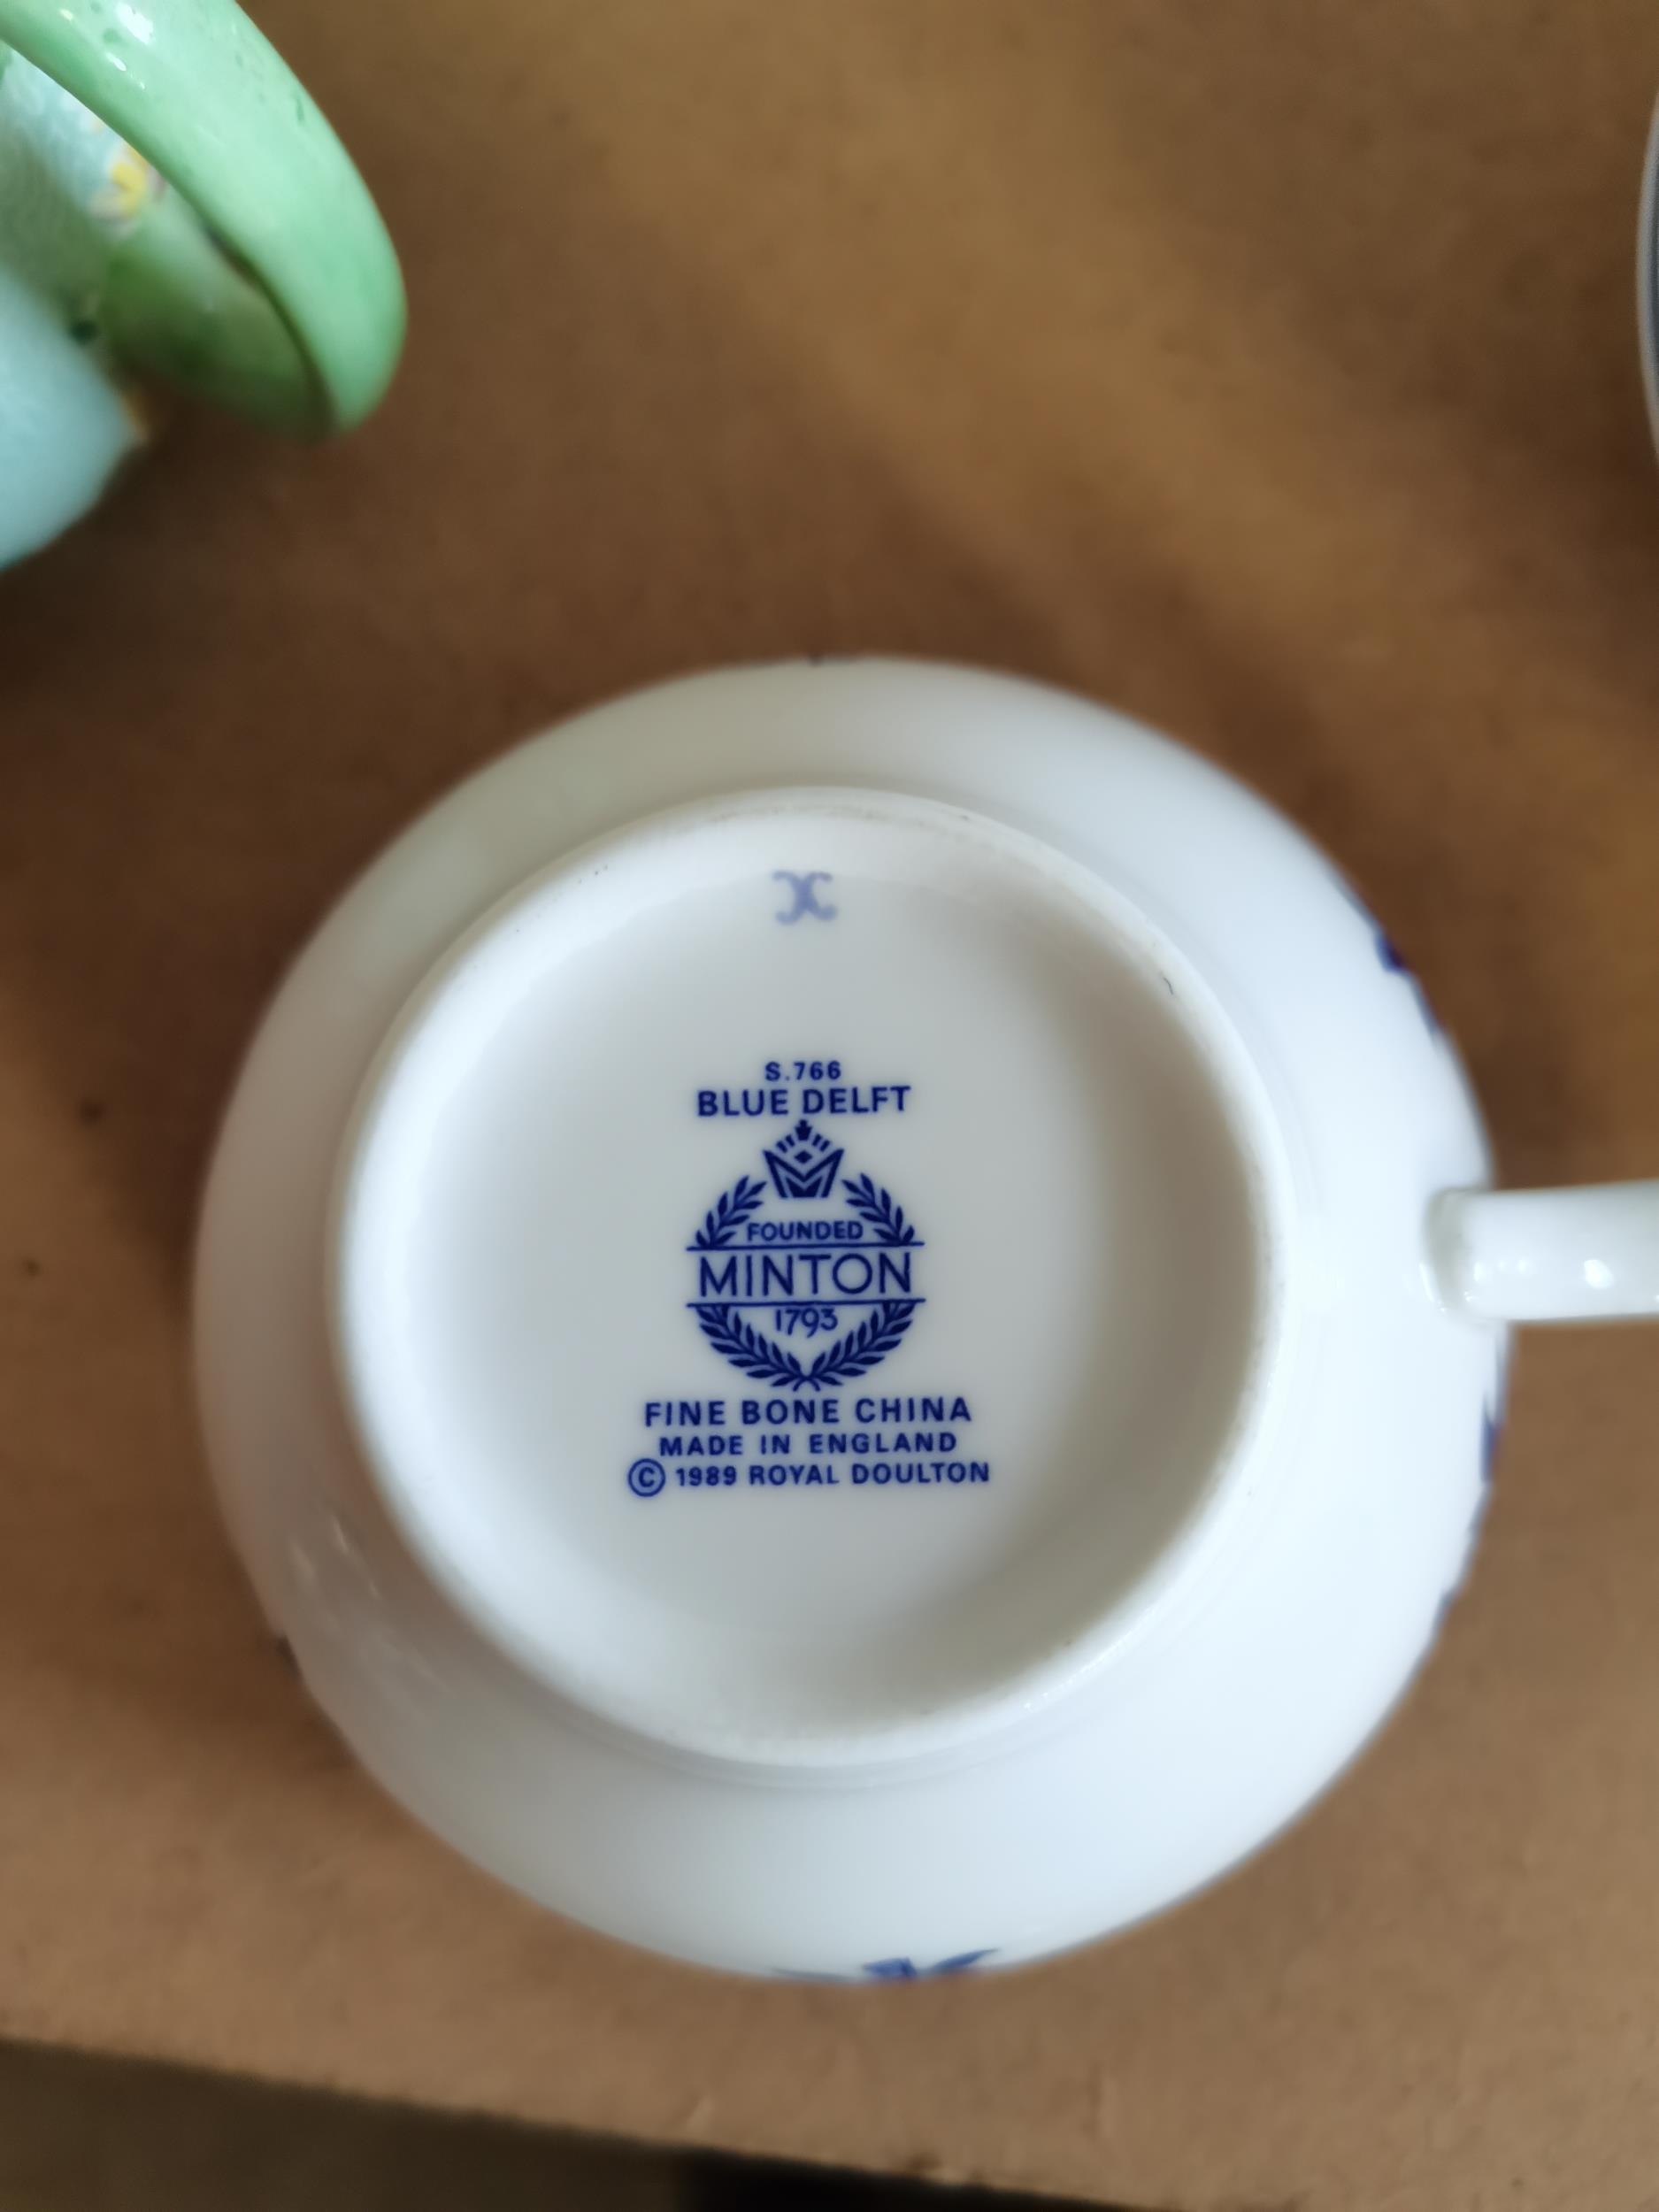 S.766
BLUE DELFT
FOUNDED
MINTON
1793
FINE BONE CHINA
MADE IN ENGLAND
© 1989 ROYAL DOULTON